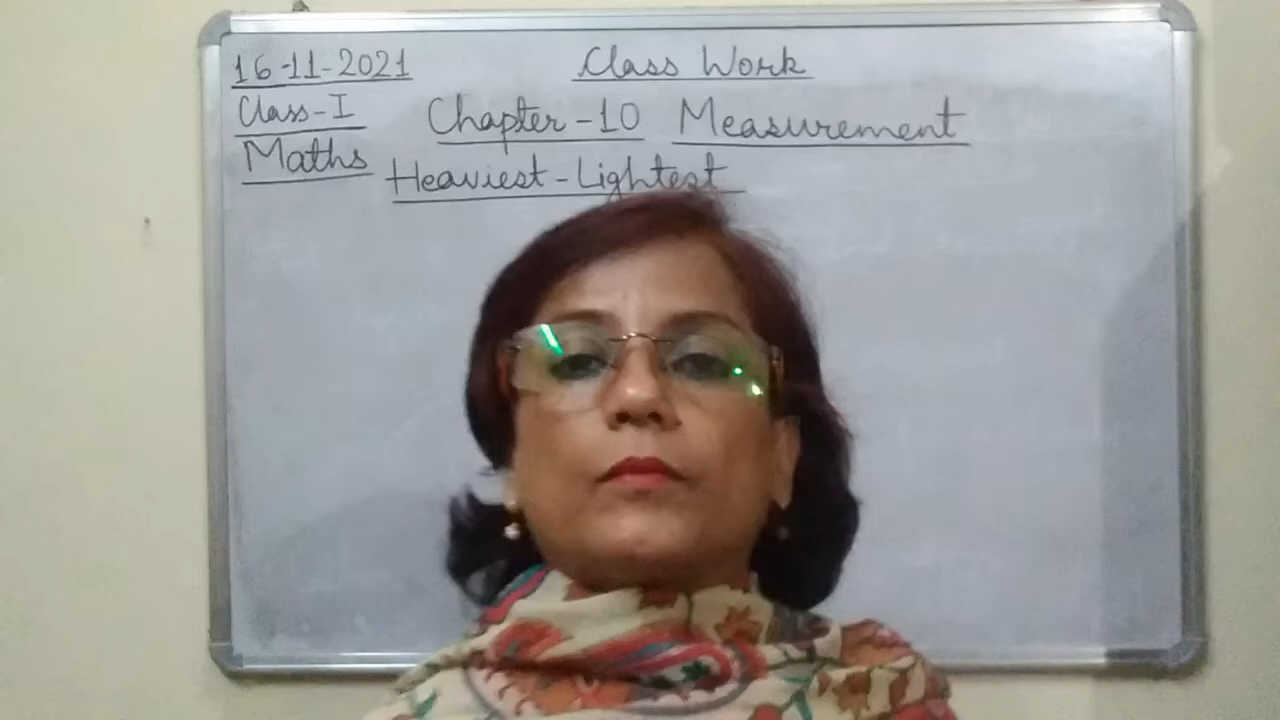 16-11-2021 Class Work
Class-I Chapter-10 Measurement
Maths Heaviest-Lightest